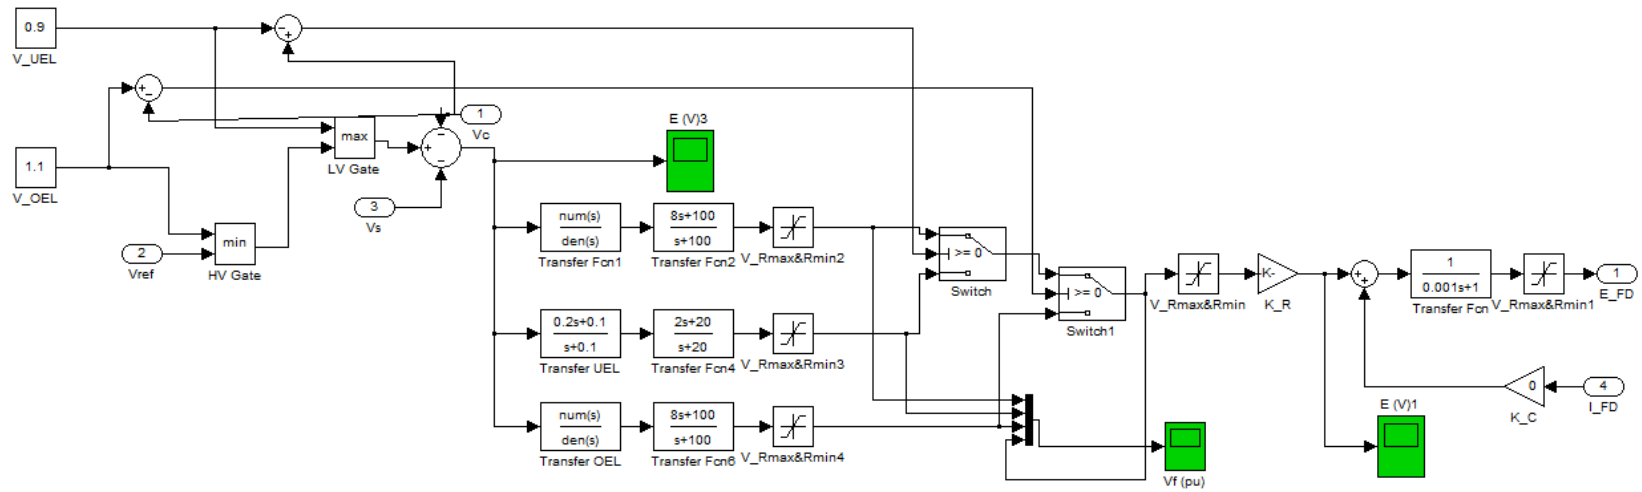 0.9
V_UEL
1.1
V_OEL
2
Vref
min
HV Gate
max
LV Gate
1
Vc
3
Vs
E (V)3
num(s)
den(s)
Transfer Fcn1
8s+100
s+100
Transfer Fcn2
V_Rmax&Rmin2
0.2s+0.1
s+0.1
Transfer UEL
2s+20
s+20
Transfer Fcn4
V_Rmax&Rmin3
num(s)
den(s)
Transfer OEL
8s+100
s+100
Transfer Fcn6
V_Rmax&Rmin4
>= 0
Switch
>= 0
Switch1
Vf (pu)
V_Rmax&Rmin
-K-
K_R
1
0.001s+1
Transfer Fcn
V_Rmax&Rmin1
1
E_FD
0
K_C
4
I_FD
E (V)1